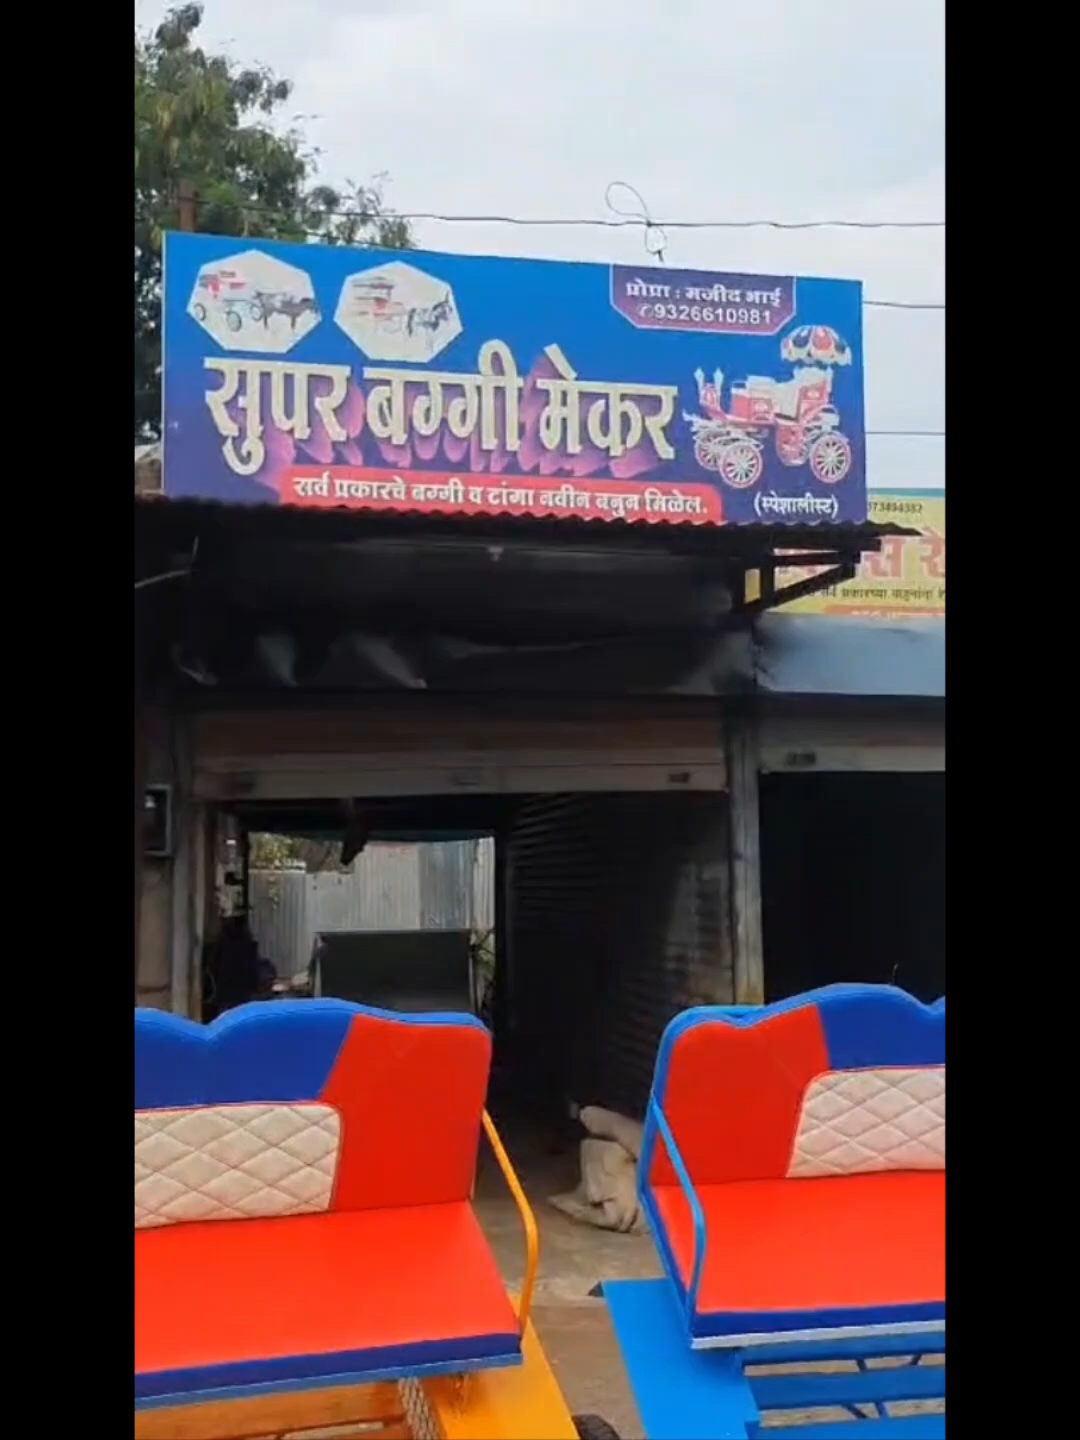 प्रोप्रा : मजीद भाई
✆9326610981
सुपर बग्गी मेकर
सर्व प्रकारचे बग्गी व टांगा नवीन बनुन मिळेल.
(स्पेशालीस्ट)